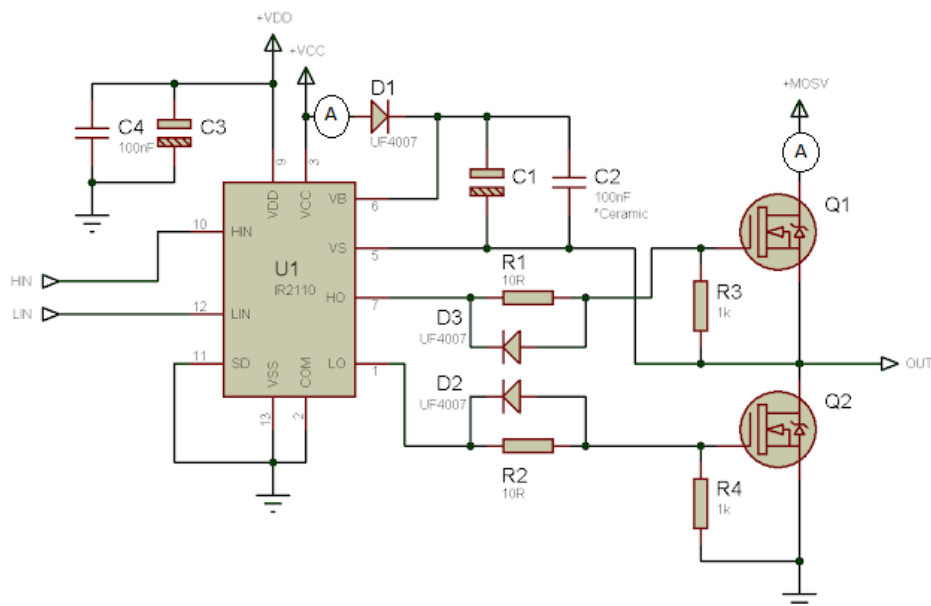 +VDD
+VCC
+MOSV
D1
A
UF4007
A
C4
100nF
C3
C1
C2
100nF
*Ceramic
9
3
VDD
VCC
VB
6
Q1
10
HIN
VS
5
R1
10R
HIN
U1
IR2110
HO
7
R3
1k
LIN
12
LIN
D3
UF4007
11
SD
LO
1
OUT
VSS
COM
D2
UF4007
Q2
13
2
R2
10R
R4
1k